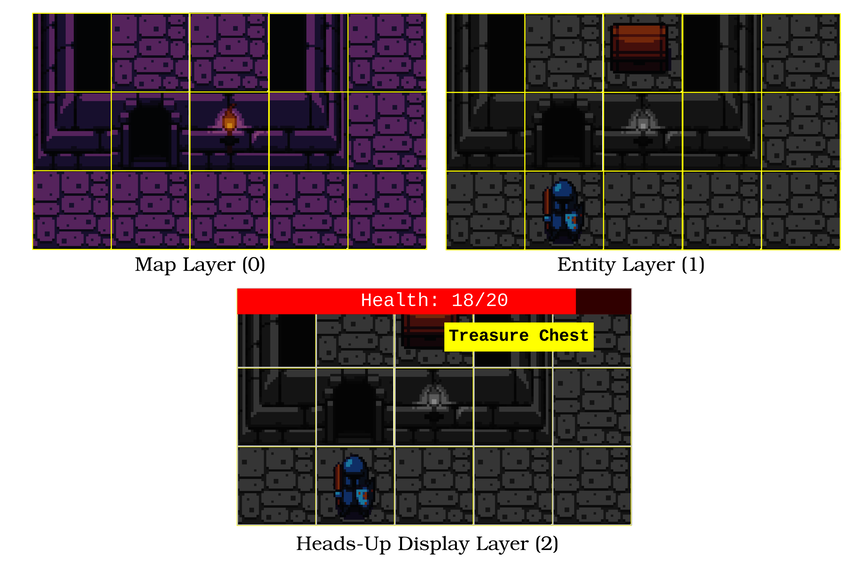 Map Layer (0)
Entity Layer (1)
Health: 18/20
Treasure Chest
Heads-Up Display Layer (2)